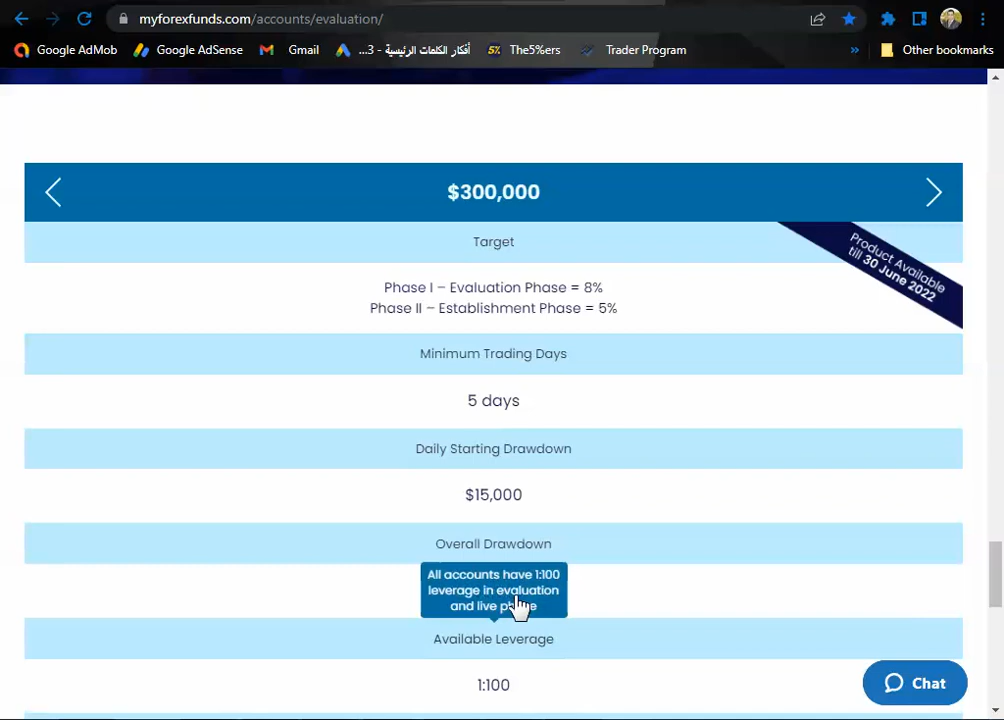 myforexfunds.com/accounts/evaluation/
Google AdMob
Google AdSense
Gmail
أفكار الكلمات الرئيسية - 3...
5%
The5%ers
Trader Program
»
Other bookmarks
$300,000
Product Available
till 30 June 2022
Target
Phase I – Evaluation Phase = 8%
Phase II – Establishment Phase = 5%
Minimum Trading Days
5 days
Daily Starting Drawdown
$15,000
Overall Drawdown
All accounts have 1:100
leverage in evaluation
and live
Available Leverage
1:100
Chat